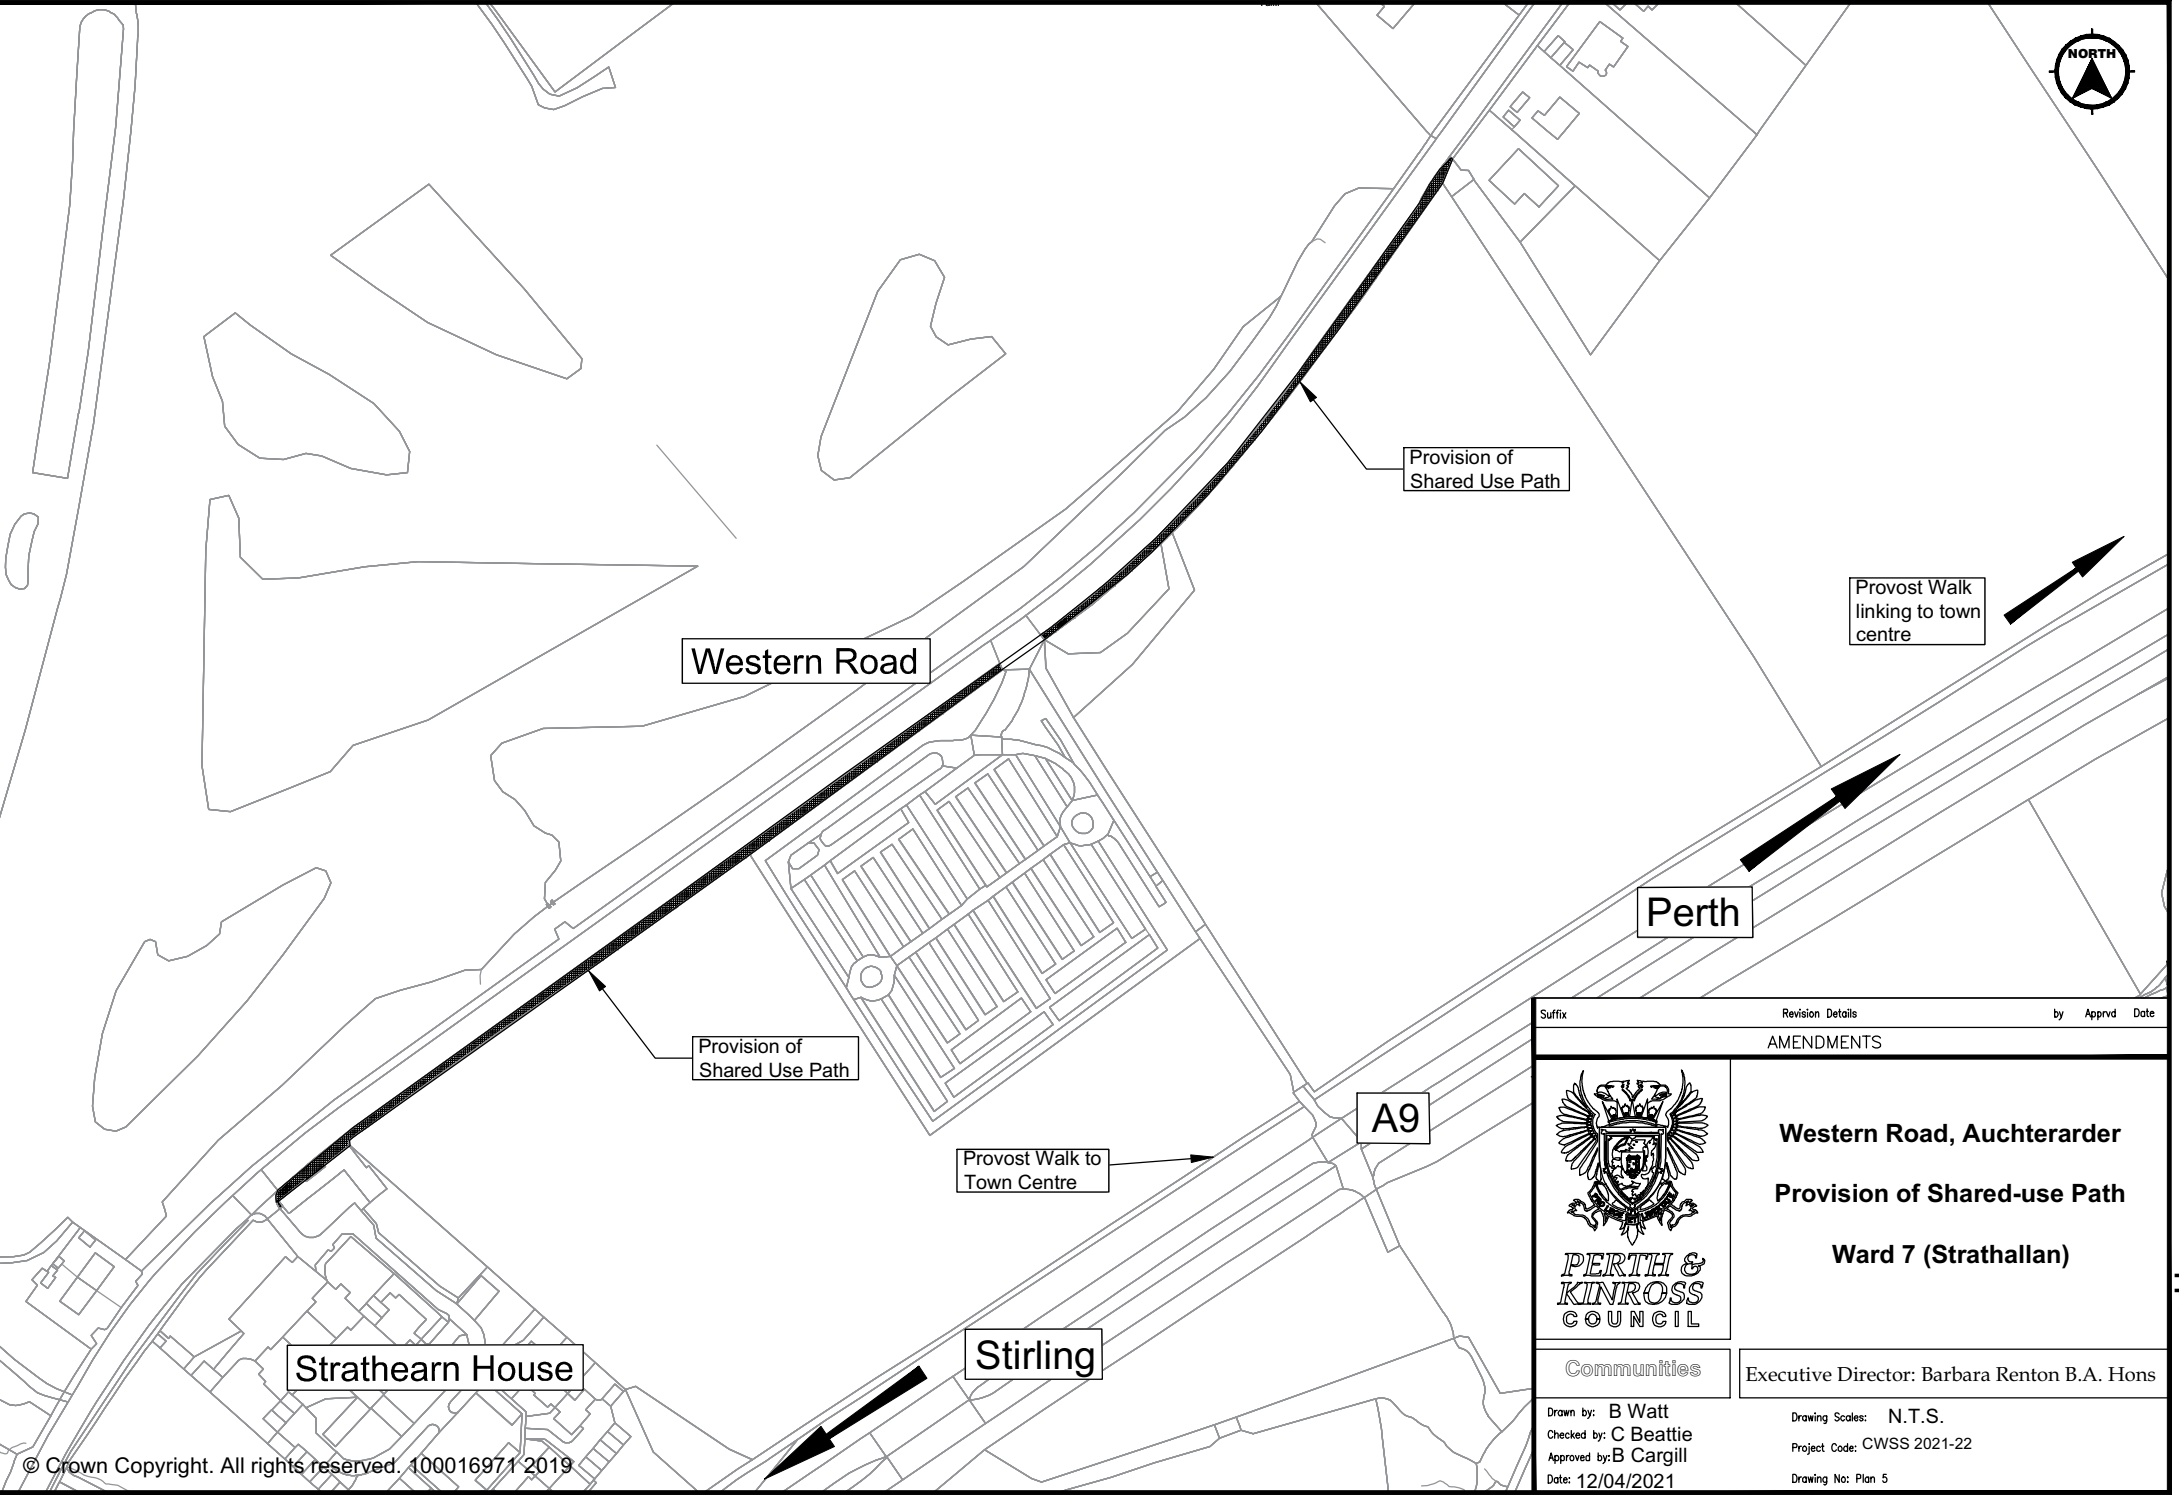 NORTH
Provision of
Shared Use Path
Provost Walk
linking to town
centre
Western Road
Perth
Provision of
Shared Use Path
A9
Provost Walk to
Town Centre
Stirling
Strathearn House
© Crown Copyright. All rights reserved. 100016971 2019
Suffix Revision Details by Apprvd Date
AMENDMENTS
Western Road, Auchterarder
Provision of Shared-use Path
Ward 7 (Strathallan)
PERTH &
KINROSS
COUNCIL
Communities
Executive Director: Barbara Renton B.A. Hons
Drawn by: B Watt
Checked by: C Beattie
Approved by: B Cargill
Date: 12/04/2021
Drawing Scales: N.T.S.
Project Code: CWSS 2021-22
Drawing No: Plan 5